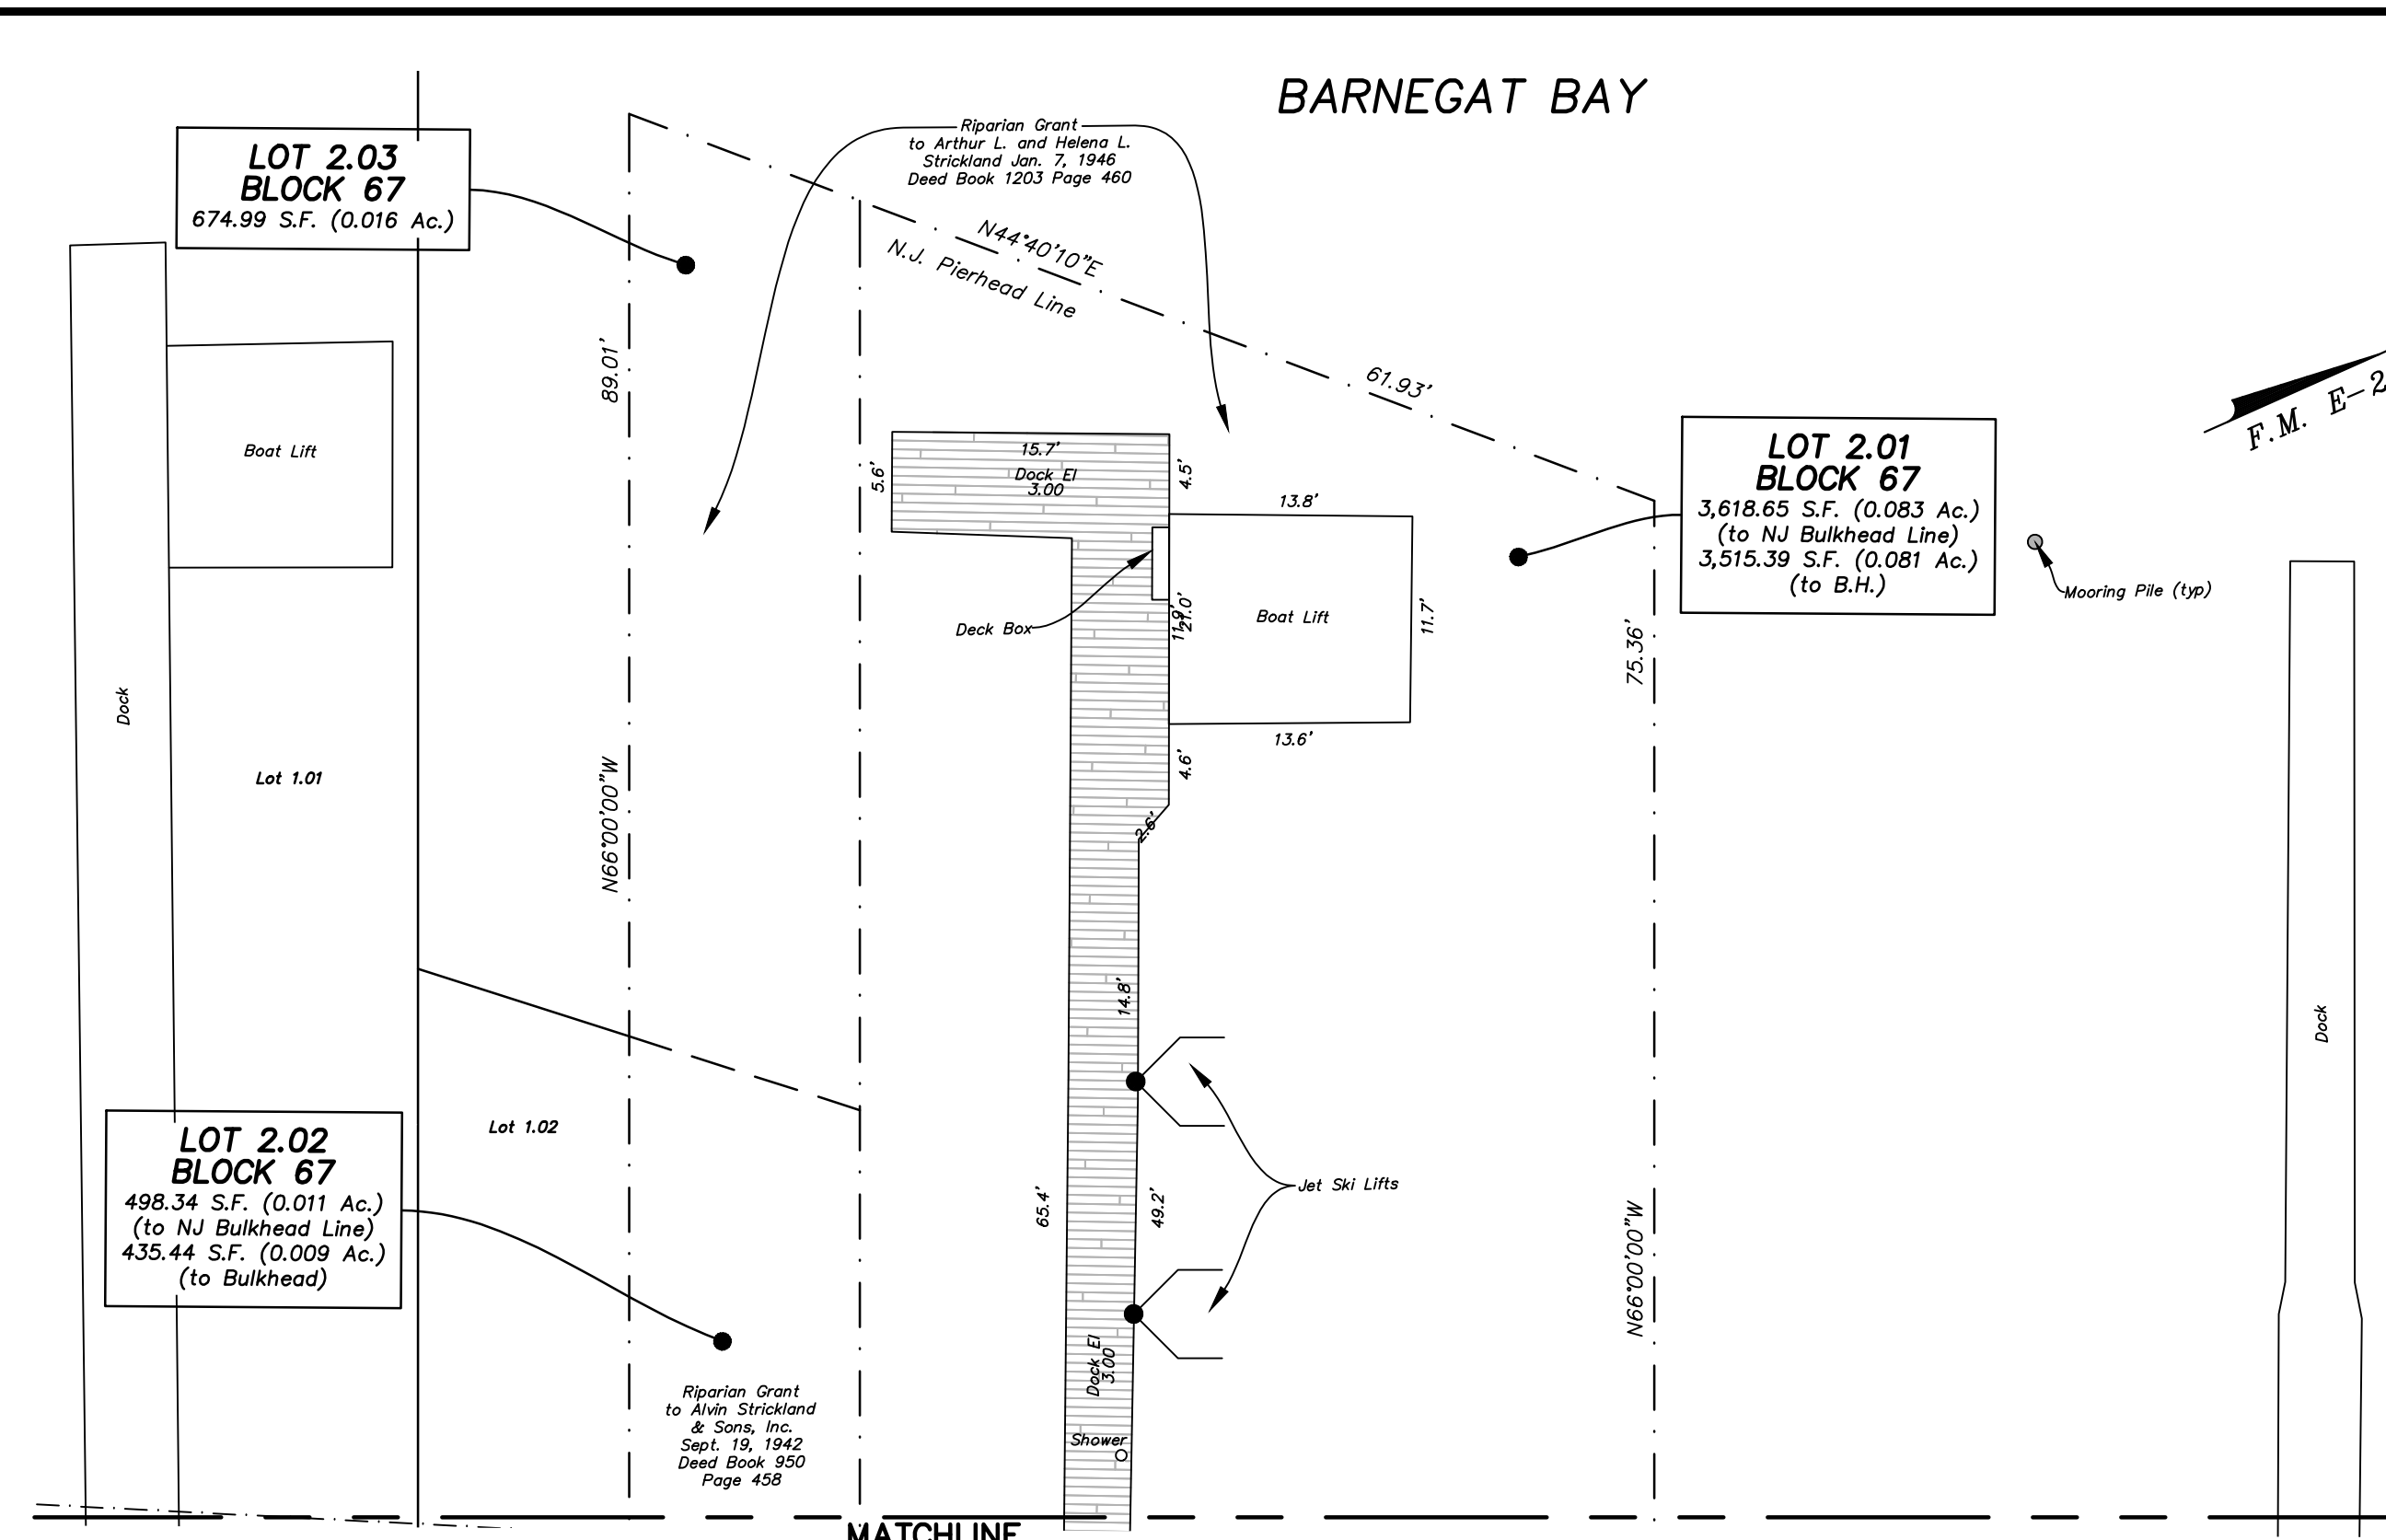 BARNEGAT BAY
LOT 2.03
BLOCK 67
674.99 S.F. (0.016 Ac.)
Riparian Grant
to Arthur L. and Helena L.
Strickland Jan. 7, 1946
Deed Book 1203 Page 460
N44°40'10"E
N.J. Pierhead Line
61.93'
89.01'
F.M. E-2
Boat Lift
15.7'
Dock El
3.00
5.6'
4.5'
13.8'
LOT 2.01
BLOCK 67
3,618.65 S.F. (0.083 Ac.)
(to NJ Bulkhead Line)
3,515.39 S.F. (0.081 Ac.)
(to B.H.)
Mooring Pile (typ)
Deck Box
11.9'
21.0'
Boat Lift
11.7'
75.36'
Dock
13.6'
4.6'
Lot 1.01
N66°00'00"W
2.6'
14.8'
Dock
Lot 1.02
LOT 2.02
BLOCK 67
498.34 S.F. (0.011 Ac.)
(to NJ Bulkhead Line)
435.44 S.F. (0.009 Ac.)
(to Bulkhead)
65.4'
49.2'
Jet Ski Lifts
N66°00'00"W
Dock El
3.00
Riparian Grant
to Alvin Strickland
& Sons, Inc.
Sept. 19, 1942
Deed Book 950
Page 458
Shower
MATCHLINE